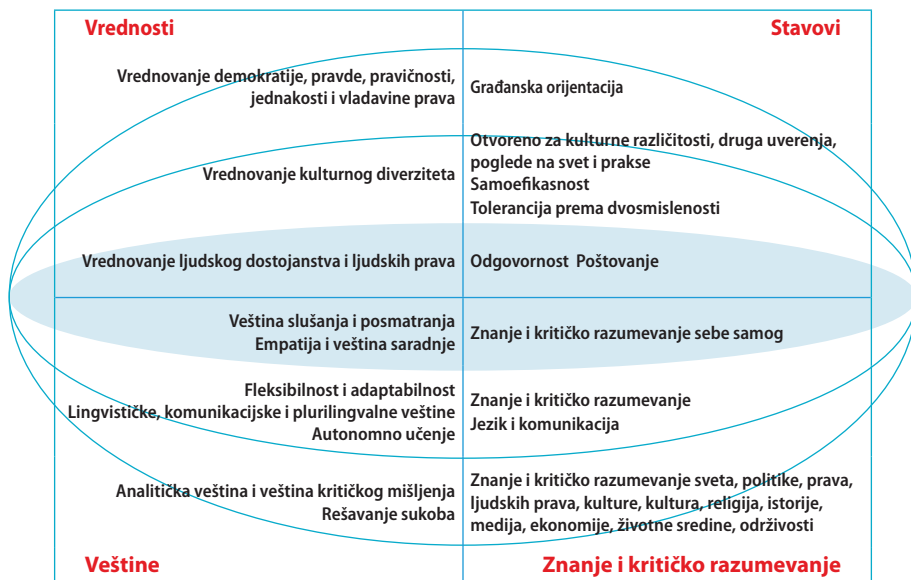 Vrednosti
Stavovi
Vrednovanje demokratije, pravde, pravičnosti,
jednakosti i vladavine prava
Građanska orijentacija
Vrednovanje kulturnog diverziteta
Otvoreno za kulturne različitosti, druga uverenja,
poglede na svet i prakse
Samoefikasnost
Tolerancija prema dvosmislenosti
Vrednovanje ljudskog dostojanstva i ljudskih prava
Odgovornost Poštovanje
Veština slušanja i posmatranja
Empatija i veština saradnje
Znanje i kritičko razumevanje sebe samog
Fleksibilnost i adaptabilnost
Lingvističke, komunikacijske i plurilingvalne veštine
Autonomno učenje
Znanje i kritičko razumevanje
Jezik i komunikacija
Analitička veština i veština kritičkog mišljenja
Rešavanje sukoba
Znanje i kritičko razumevanje sveta, politike, prava,
ljudskih prava, kulture, kultura, religija, istorije,
medija, ekonomije, životne sredine, održivosti
Veštine
Znanje i kritičko razumevanje